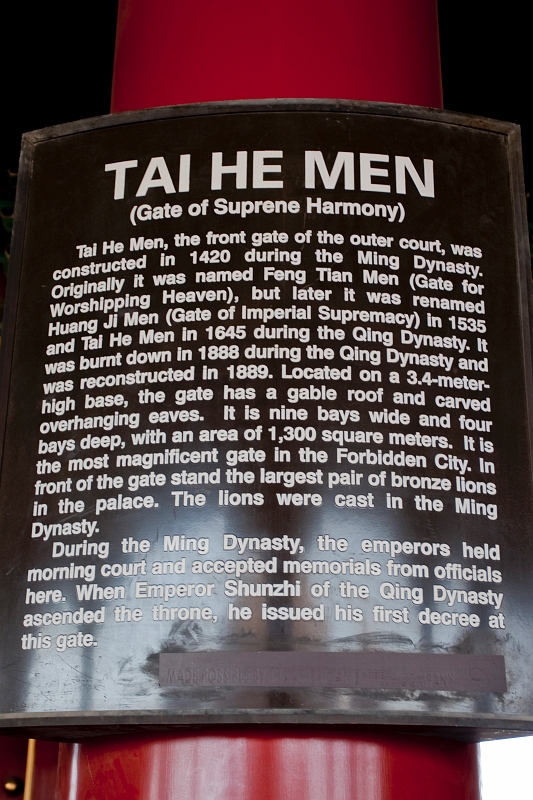 TAI HE MEN
(Gate of Suprene Harmony)
Tai He Men, the front gate of the outer court, was
constructed in 1420 during the Ming Dynasty.
Originally it was named Feng Tian Men (Gate for
Worshipping Heaven), but later it was renamed
Huang Ji Men (Gate of Imperial Supremacy) in 1535
and Tai He Men in 1645 during the Qing Dynasty. It
was burnt down in 1888 during the Qing Dynasty and
was reconstructed in 1889. Located on a 3.4-meter-
high base, the gate has a gable roof and carved
overhanging eaves. It is nine bays wide and four
bays deep, with an area of 1,300 square meters. It is
the most magnificent gate in the Forbidden City. In
front of the gate stand the largest pair of bronze lions
in the palace. The lions were cast in the Ming
Dynasty.
During the Ming Dynasty, the emperors held
morning court and accepted memorials from officials
here. When Emperor Shunzhi of the Qing Dynasty
ascended the throne, he issued his first decree at
this gate.
MADE